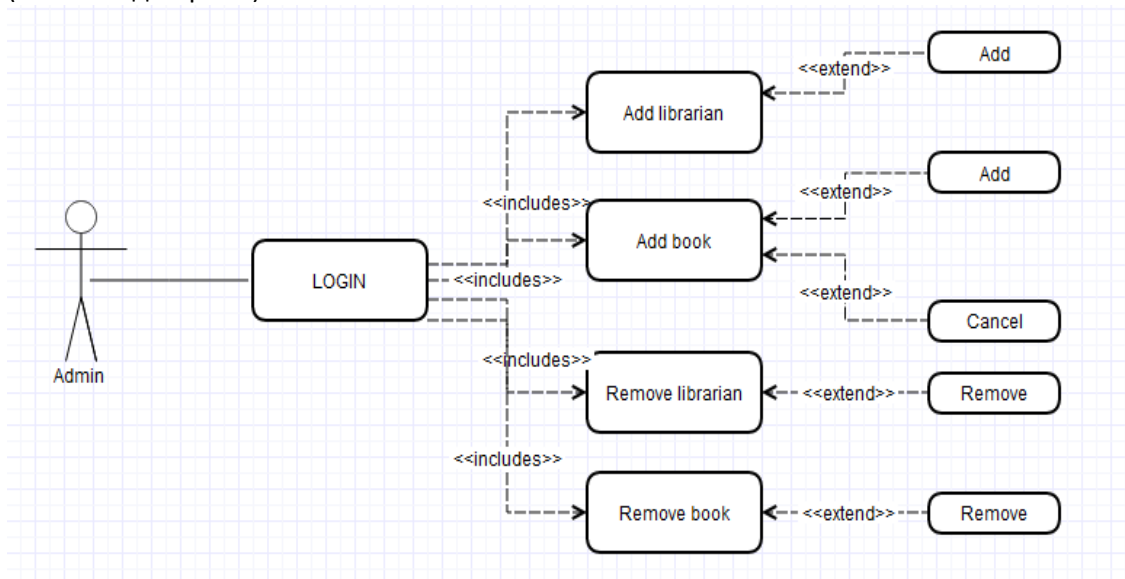 Add
<<extend>>
Add librarian
Add
<<extend>>
<<includes>>
Add book
LOGIN
<<includes>>
<<extend>>
Cancel
<<includes>>
Admin
Remove librarian
<<extend>>
Remove
<<includes>>
Remove book
<<extend>>
Remove